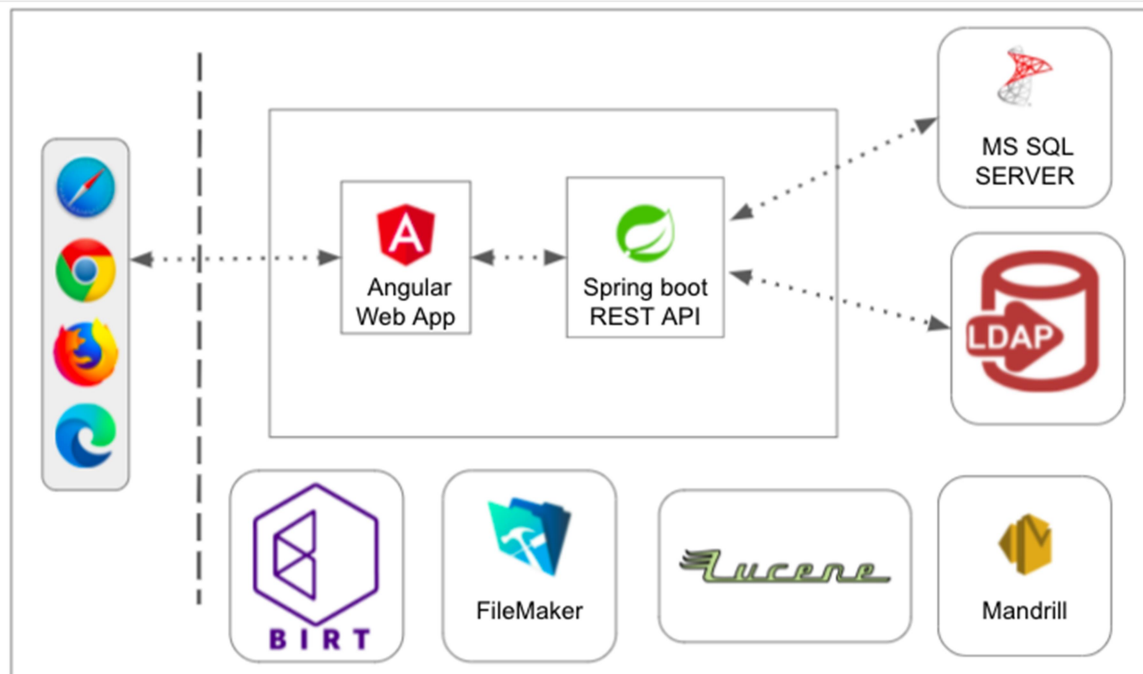 MS SQL
SERVER
Angular
Web App
Spring boot
REST API
LDAP
BIRT
FileMaker
Lucene
Mandrill